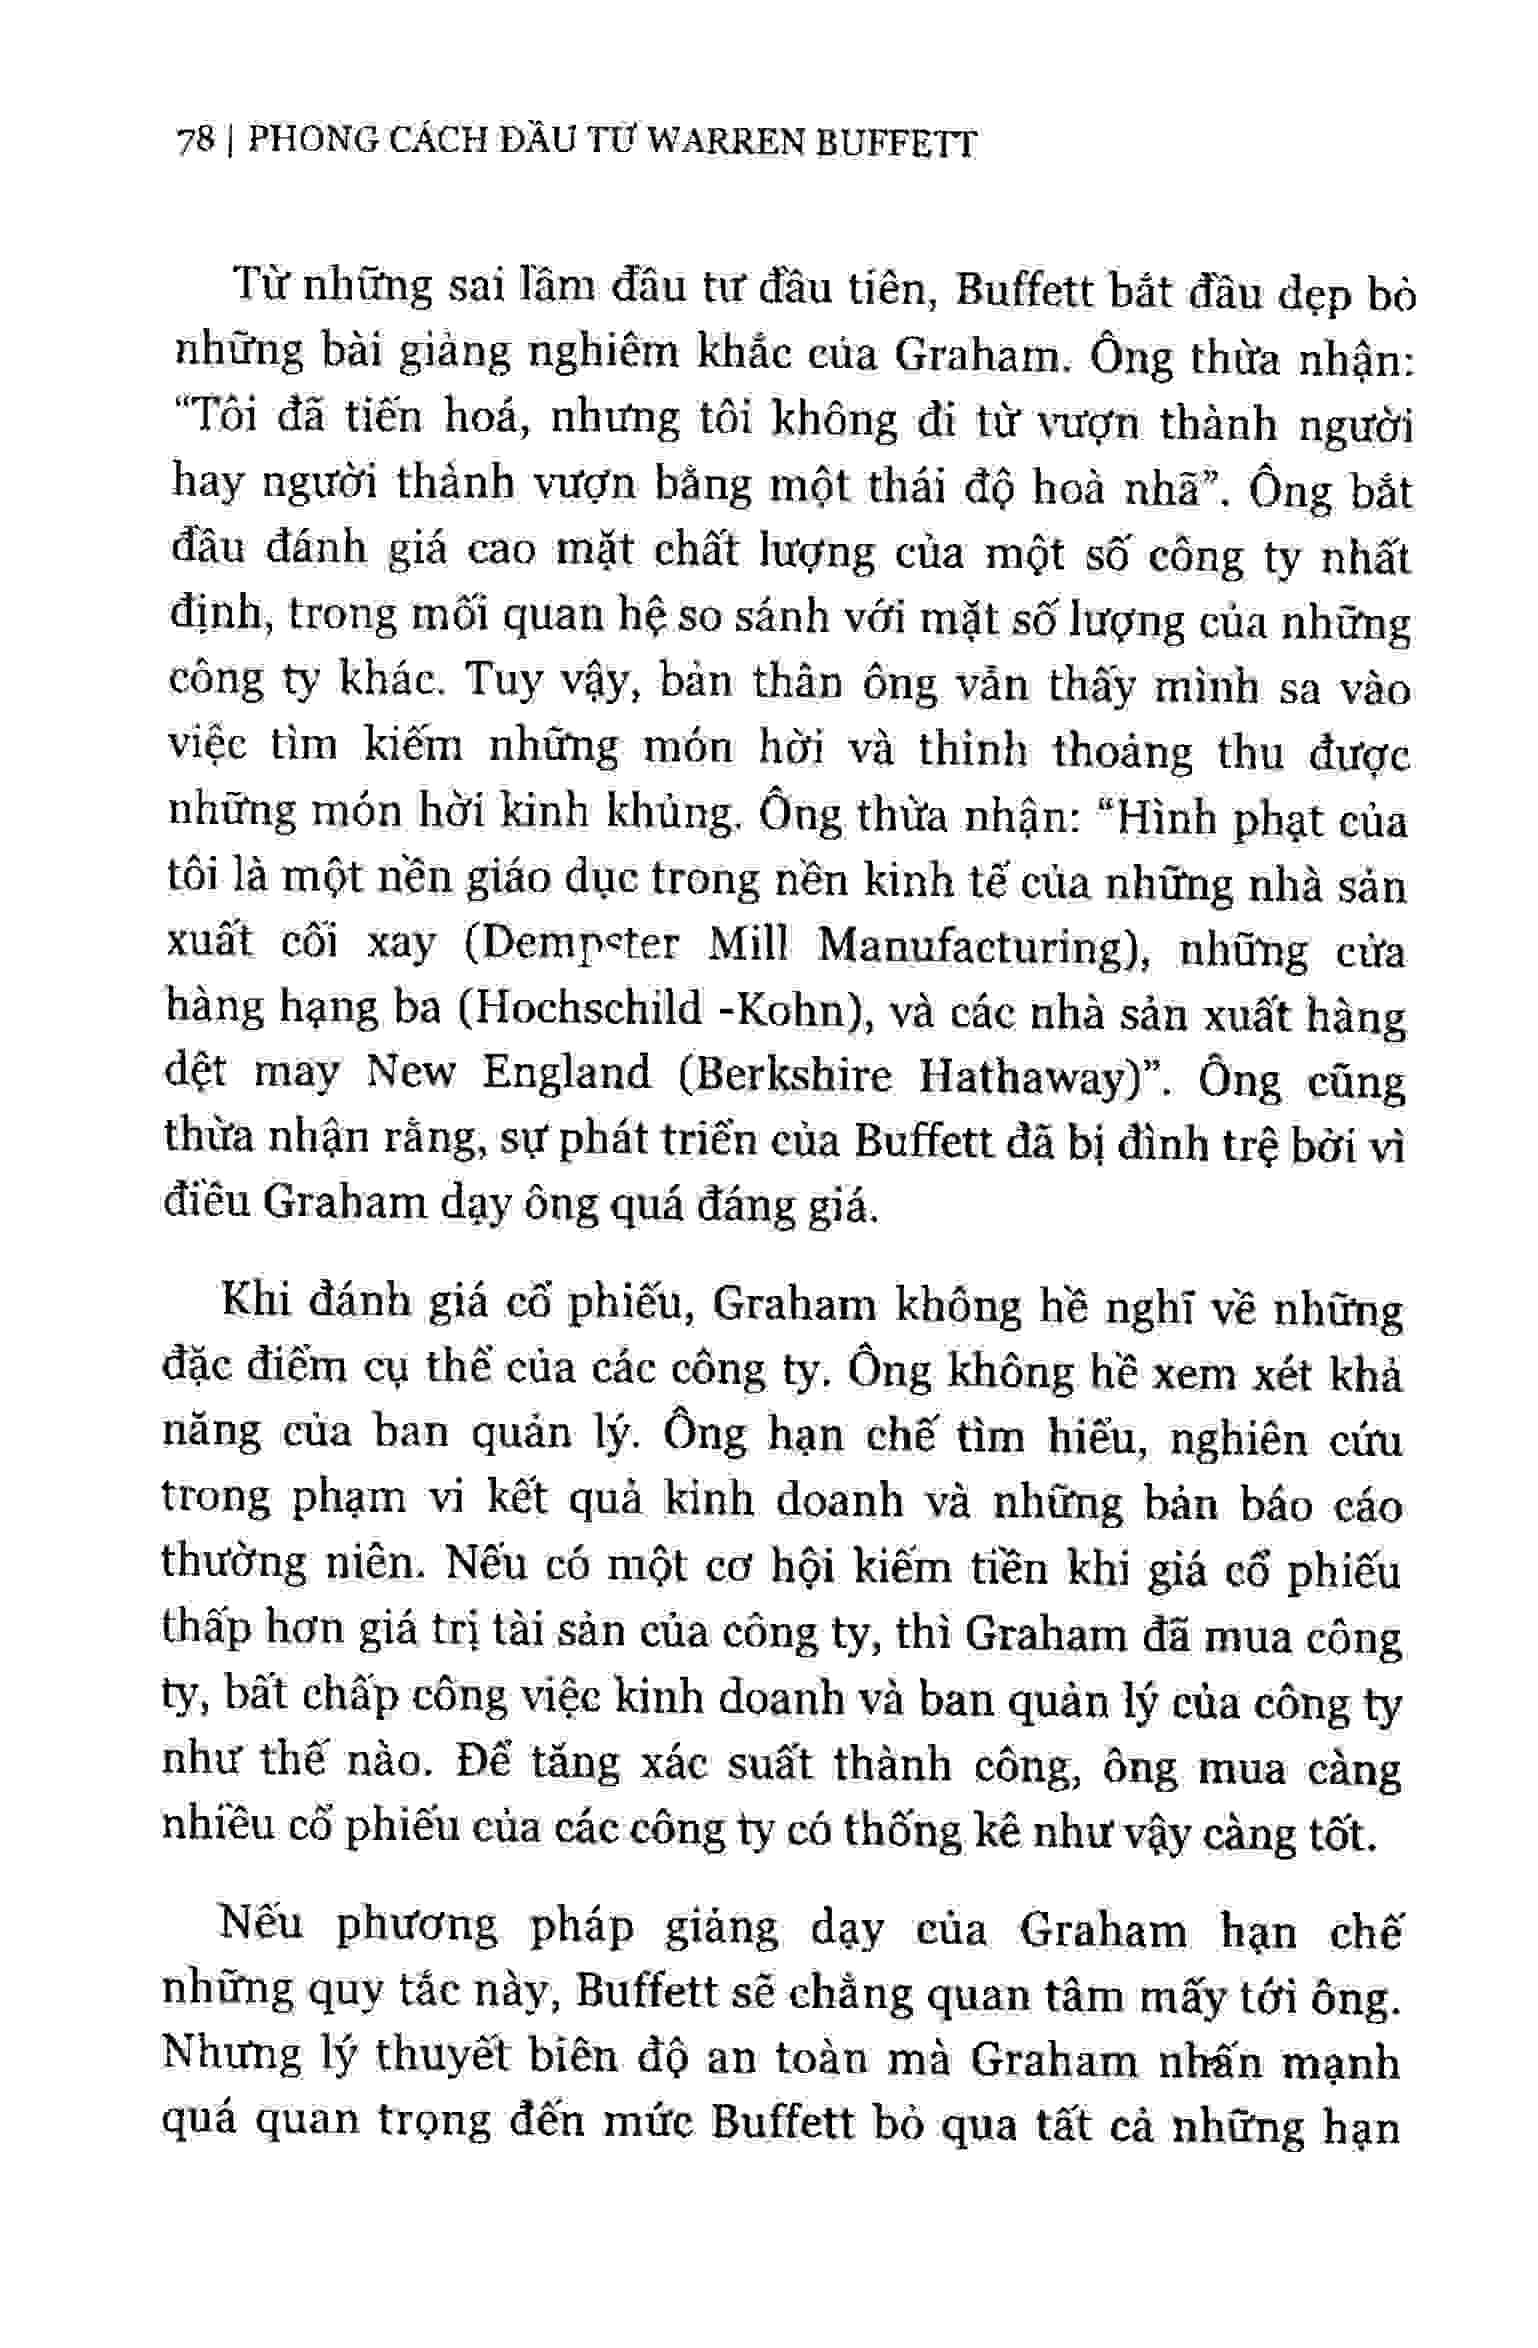 78 | PHONG CÁCH ĐẦU TƯ WARREN BUFFETT
Từ những sai lầm đầu tư đầu tiên, Buffett bắt đầu dẹp bỏ
những bài giảng nghiêm khắc của Graham. Ông thừa nhận:
“Tôi đã tiến hoá, nhưng tôi không đi từ vượn thành người
hay người thành vượn bằng một thái độ hoà nhã”. Ông bắt
đầu đánh giá cao mặt chất lượng của một số công ty nhất
định, trong mối quan hệ so sánh với mặt số lượng của những
công ty khác. Tuy vậy, bản thân ông vẫn thấy mình sa vào
việc tìm kiếm những món hời và thỉnh thoảng thu được
những món hời kinh khủng. Ông thừa nhận: “Hình phạt của
tôi là một nền giáo dục trong nền kinh tế của những nhà sản
xuất cối xay (Dempster Mill Manufacturing), những cửa
hàng hạng ba (Hochschild -Kohn), và các nhà sản xuất hàng
dệt may New England (Berkshire Hathaway)”. Ông cũng
thừa nhận rằng, sự phát triển của Buffett đã bị đình trệ bởi vì
điều Graham dạy ông quá đáng giá.
Khi đánh giá cổ phiếu, Graham không hề nghĩ về những
đặc điểm cụ thể của các công ty. Ông không hề xem xét khả
năng của ban quản lý. Ông hạn chế tìm hiểu, nghiên cứu
trong phạm vi kết quả kinh doanh và những bản báo cáo
thường niên. Nếu có một cơ hội kiếm tiền khi giá cổ phiếu
thấp hơn giá trị tài sản của công ty, thì Graham đã mua công
ty, bất chấp công việc kinh doanh và ban quản lý của công ty
như thế nào. Để tăng xác suất thành công, ông mua càng
nhiều cổ phiếu của các công ty có thống kê như vậy càng tốt.
Nếu phương pháp giảng dạy của Graham hạn chế
những quy tắc này, Buffett sẽ chẳng quan tâm mấy tới ông.
Nhưng lý thuyết biên độ an toàn mà Graham nhấn mạnh
quá quan trọng đến mức Buffett bỏ qua tất cả những hạn